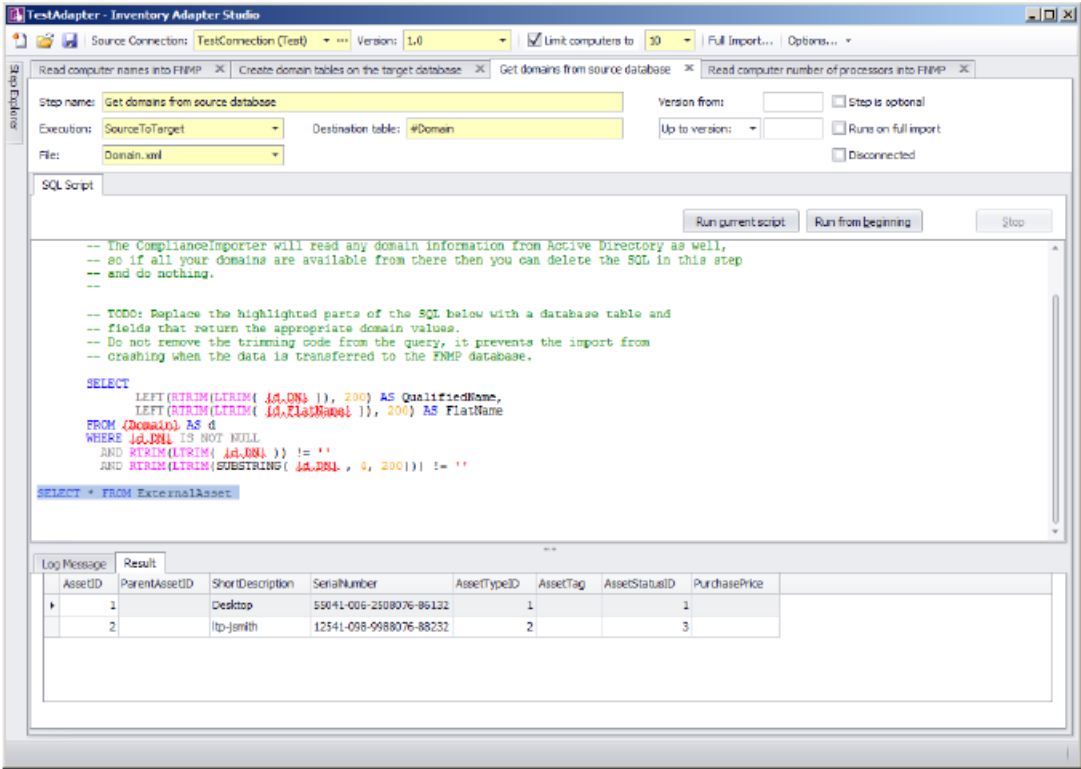 TestAdapter - Inventory Adapter Studio
Source Connection: TestConnection (Test) Version: 1.0 Limit computers to 10 Full Import... Options...
Step Explorer
Read computer names into FNMP Create domain tables on the target database Get domains from source database Read computer number of processors into FNMP
Step name: Get domains from source database Version from: Step is optional
Execution: SourceToTarget Destination table: #Domain Up to version: Runs on full import
File: Domain.xml Disconnected
SQL Script
Run current script Run from beginning Stop
-- The ComplianceImporter will read any domain information from Active Directory as well,
-- so if all your domains are available from there then you can delete the SQL in this step
-- and do nothing.
--
-- TODO: Replace the highlighted parts of the SQL below with a database table and
-- fields that return the appropriate domain values.
-- Do not remove the trimming code from the query, it prevents the import from
-- crashing when the data is transferred to the FNMP database.
SELECT
LEFT(RTRIM(LTRIM( {d.DN} )), 200) AS QualifiedName,
LEFT(RTRIM(LTRIM( {d.FlatName} )), 200) AS FlatName
FROM {Domain} AS d
WHERE {d.DN} IS NOT NULL
AND RTRIM(LTRIM( {d.DN} )) != ''
AND RTRIM(LTRIM(SUBSTRING( {d.DN} , 4, 200))) != ''
SELECT * FROM ExternalAsset
Log Message Result
AssetID ParentAssetID ShortDescription SerialNumber AssetTypeID AssetTag AssetStatusID PurchasePrice
1 Desktop 55041-006-2508076-86132 1 1
2 ltp-jsmith 12541-098-9988076-88232 2 3